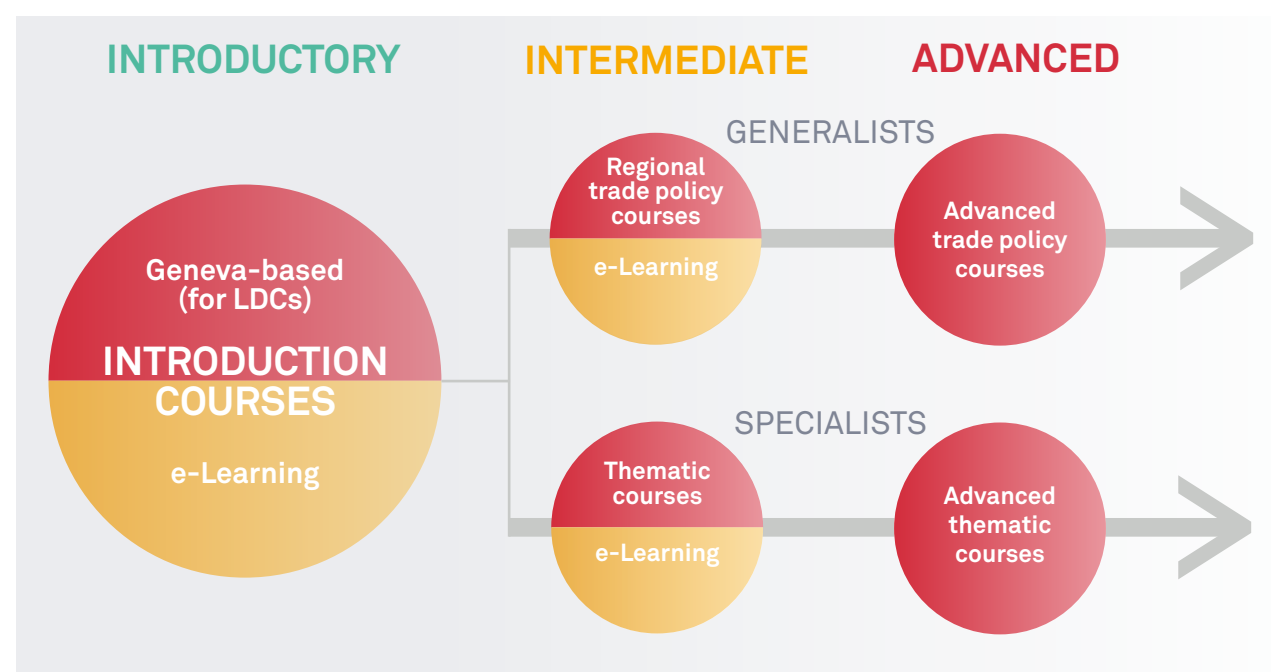 INTRODUCTORY
INTERMEDIATE
ADVANCED
GENERALISTS
Regional
trade policy
courses
e-Learning
Advanced
trade policy
courses
Geneva-based
(for LDCs)
INTRODUCTION
COURSES
e-Learning
SPECIALISTS
Thematic
courses
e-Learning
Advanced
thematic
courses